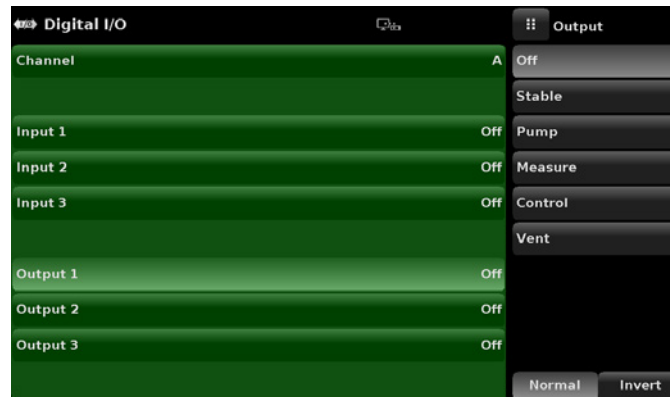 Digital I/O
Channel A
Input 1 Off
Input 2 Off
Input 3 Off
Output 1 Off
Output 2 Off
Output 3 Off
Output
Off
Stable
Pump
Measure
Control
Vent
Normal Invert